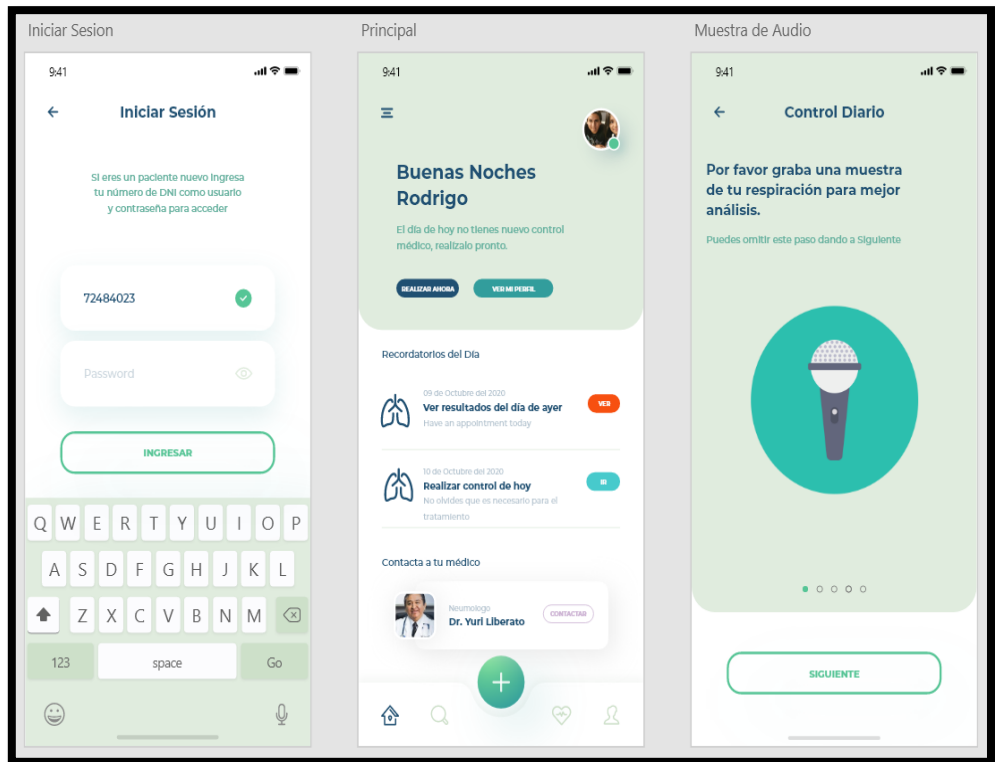 Iniciar Sesion
9:41
Iniciar Sesión
Si eres un paciente nuevo ingresa
tu número de DNI como usuario
y contraseña para acceder
72484023
Password
INGRESAR
Q W E R T Y U I O P
A S D F G H J K L
Z X C V B N M
123 space Go
Principal
9:41
Buenas Noches
Rodrigo
El día de hoy no tienes nuevo control
médico, realízalo pronto.
REALIZAR AHORA VER MI PERFIL
Recordatorios del Día
09 de Octubre del 2020
Ver resultados del día de ayer
Have an appointment today
VER
10 de Octubre del 2020
Realizar control de hoy
No olvides que es necesario para el
tratamiento
IR
Contacta a tu médico
Neumologo
Dr. Yuri Liberato
CONTACTAR
Muestra de Audio
9:41
Control Diario
Por favor graba una muestra
de tu respiración para mejor
análisis.
Puedes omitir este paso dando a Siguiente
SIGUIENTE